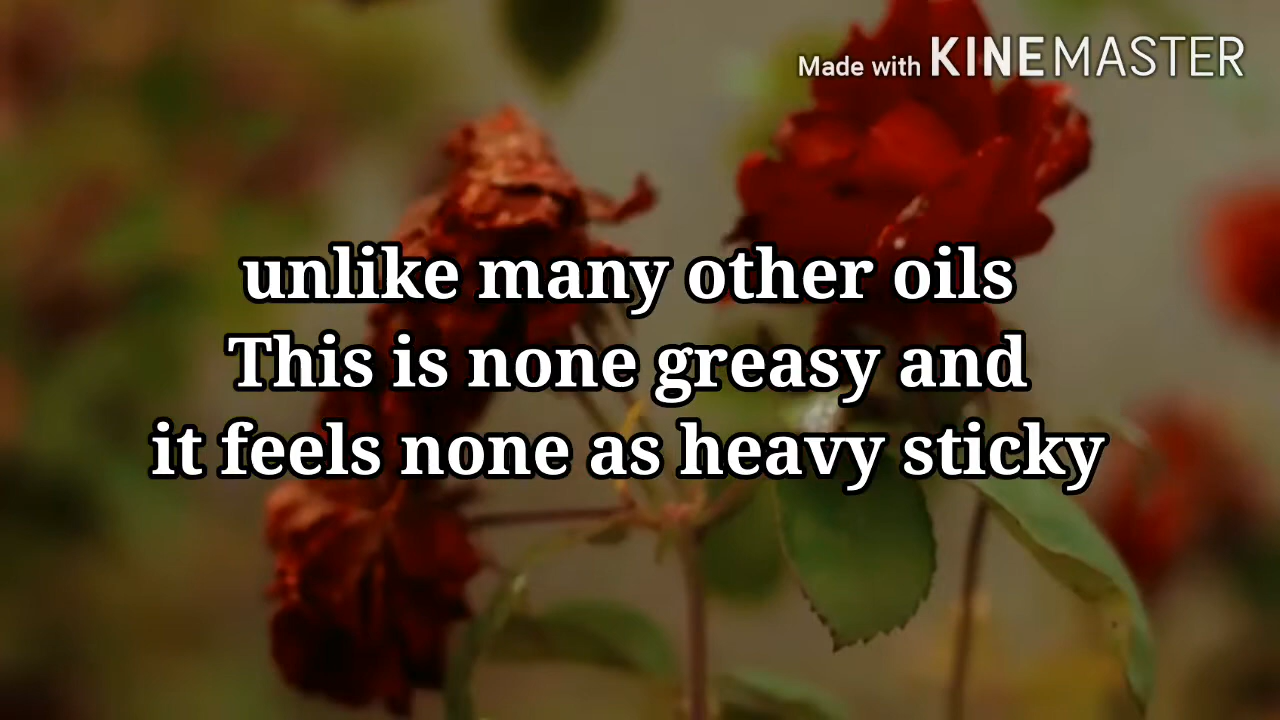 Made with KINEMASTER
unlike many other oils
This is none greasy and
it feels none as heavy sticky